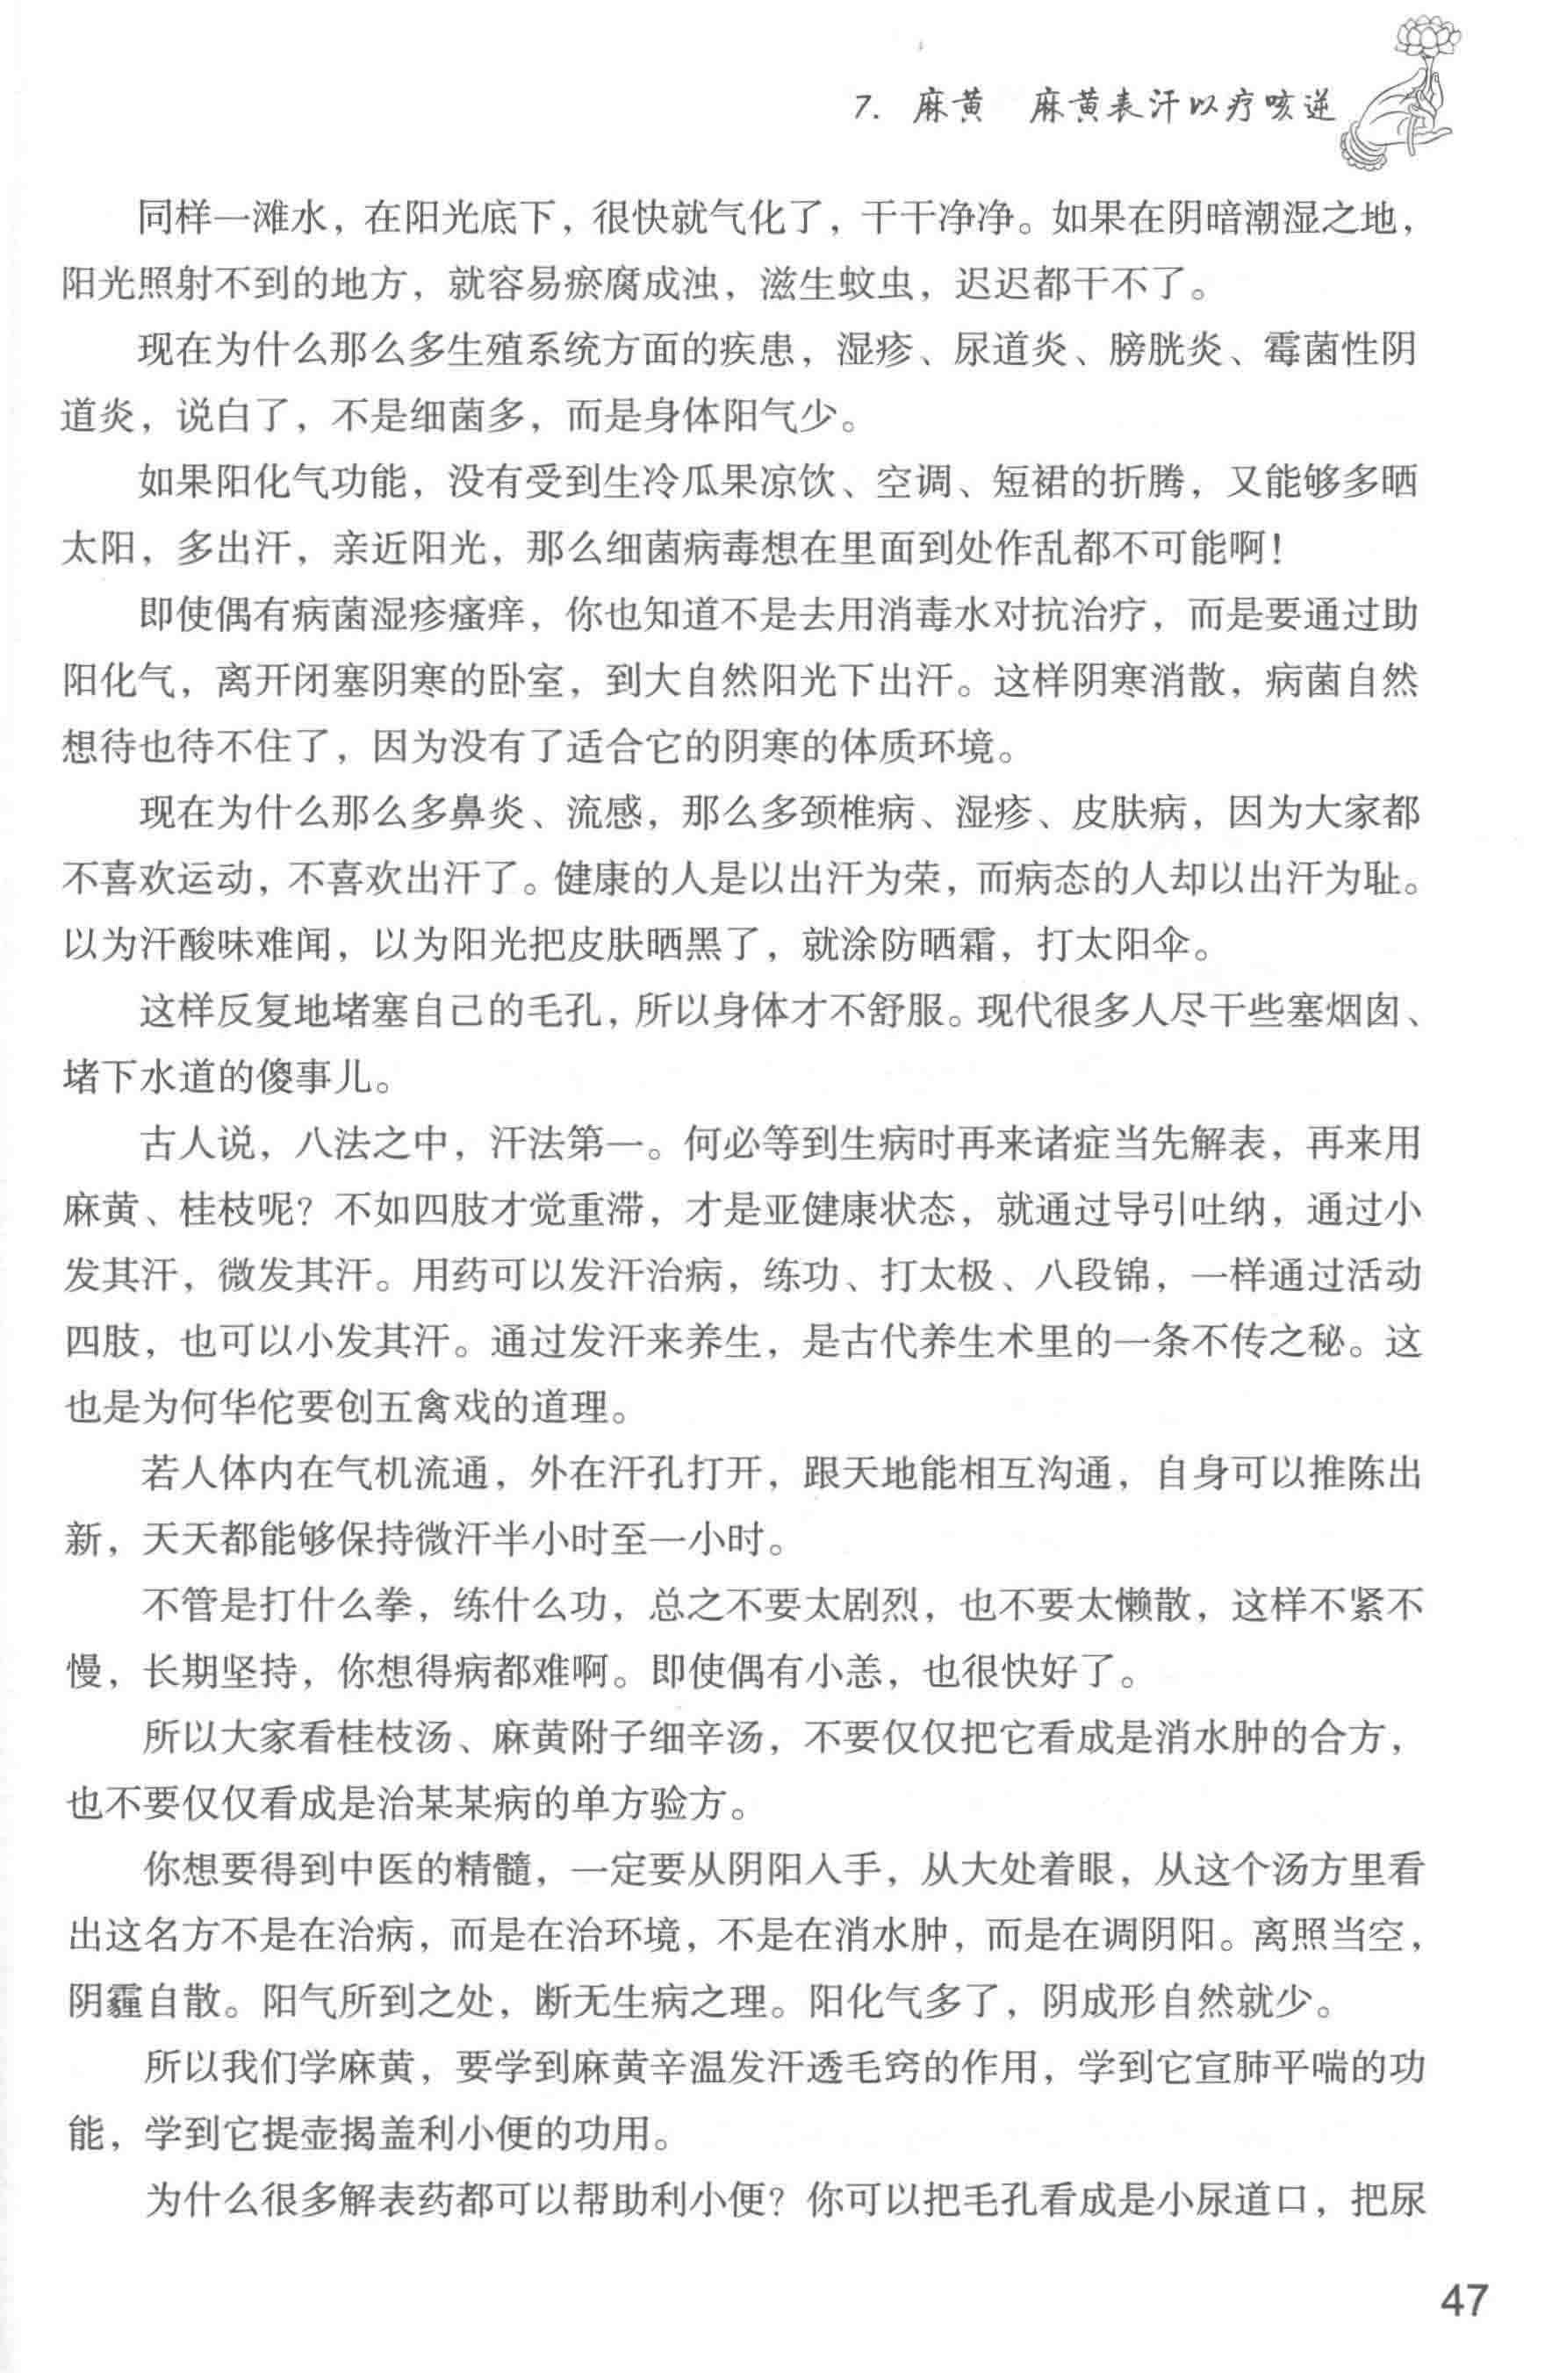 7. 麻黄　麻黄表汗以疗咳逆
同样一滩水，在阳光底下，很快就气化了，干干净净。如果在阴暗潮湿之地，
阳光照射不到的地方，就容易瘀腐成浊，滋生蚊虫，迟迟都干不了。
现在为什么那么多生殖系统方面的疾患，湿疹、尿道炎、膀胱炎、霉菌性阴
道炎，说白了，不是细菌多，而是身体阳气少。
如果阳化气功能，没有受到生冷瓜果凉饮、空调、短裙的折腾，又能够多晒
太阳，多出汗，亲近阳光，那么细菌病毒想在里面到处作乱都不可能啊！
即使偶有病菌湿疹瘙痒，你也知道不是去用消毒水对抗治疗，而是要通过助
阳化气，离开闭塞阴寒的卧室，到大自然阳光下出汗。这样阴寒消散，病菌自然
想待也待不住了，因为没有了适合它的阴寒的体质环境。
现在为什么那么多鼻炎、流感，那么多颈椎病、湿疹、皮肤病，因为大家都
不喜欢运动，不喜欢出汗了。健康的人是以出汗为荣，而病态的人却以出汗为耻。
以为汗酸味难闻，以为阳光把皮肤晒黑了，就涂防晒霜，打太阳伞。
这样反复地堵塞自己的毛孔，所以身体才不舒服。现代很多人尽干些塞烟囱、
堵下水道的傻事儿。
古人说，八法之中，汗法第一。何必等到生病时再来诸症当先解表，再来用
麻黄、桂枝呢？不如四肢才觉重滞，才是亚健康状态，就通过导引吐纳，通过小
发其汗，微发其汗。用药可以发汗治病，练功、打太极、八段锦，一样通过活动
四肢，也可以小发其汗。通过发汗来养生，是古代养生术里的一条不传之秘。这
也是为何华佗要创五禽戏的道理。
若人体内在气机流通，外在汗孔打开，跟天地能相互沟通，自身可以推陈出
新，天天都能够保持微汗半小时至一小时。
不管是打什么拳，练什么功，总之不要太剧烈，也不要太懒散，这样不紧不
慢，长期坚持，你想得病都难啊。即使偶有小恙，也很快好了。
所以大家看桂枝汤、麻黄附子细辛汤，不要仅仅把它看成是消水肿的合方，
也不要仅仅看成是治某某病的单方验方。
你想要得到中医的精髓，一定要从阴阳入手，从大处着眼，从这个汤方里看
出这名方不是在治病，而是在治环境，不是在消水肿，而是在调阴阳。离照当空，
阴霾自散。阳气所到之处，断无生病之理。阳化气多了，阴成形自然就少。
所以我们学麻黄，要学到麻黄辛温发汗透毛窍的作用，学到它宣肺平喘的功
能，学到它提壶揭盖利小便的功用。
为什么很多解表药都可以帮助利小便？你可以把毛孔看成是小尿道口，把尿
47